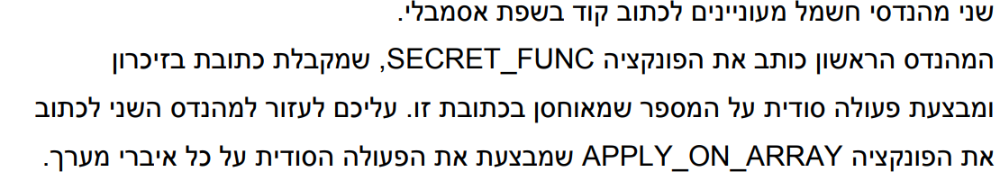 שני מהנדסי חשמל מעוניינים לכתוב קוד בשפת אסמבלי.
המהנדס הראשון כותב את הפונקציה SECRET_FUNC, שמקבלת כתובת בזיכרון
ומבצעת פעולה סודית על המספר שמאוחסן בכתובת זו. עליכם לעזור למהנדס השני לכתוב
את הפונקציה APPLY_ON_ARRAY שמבצעת את הפעולה הסודית על כל איברי מערך.